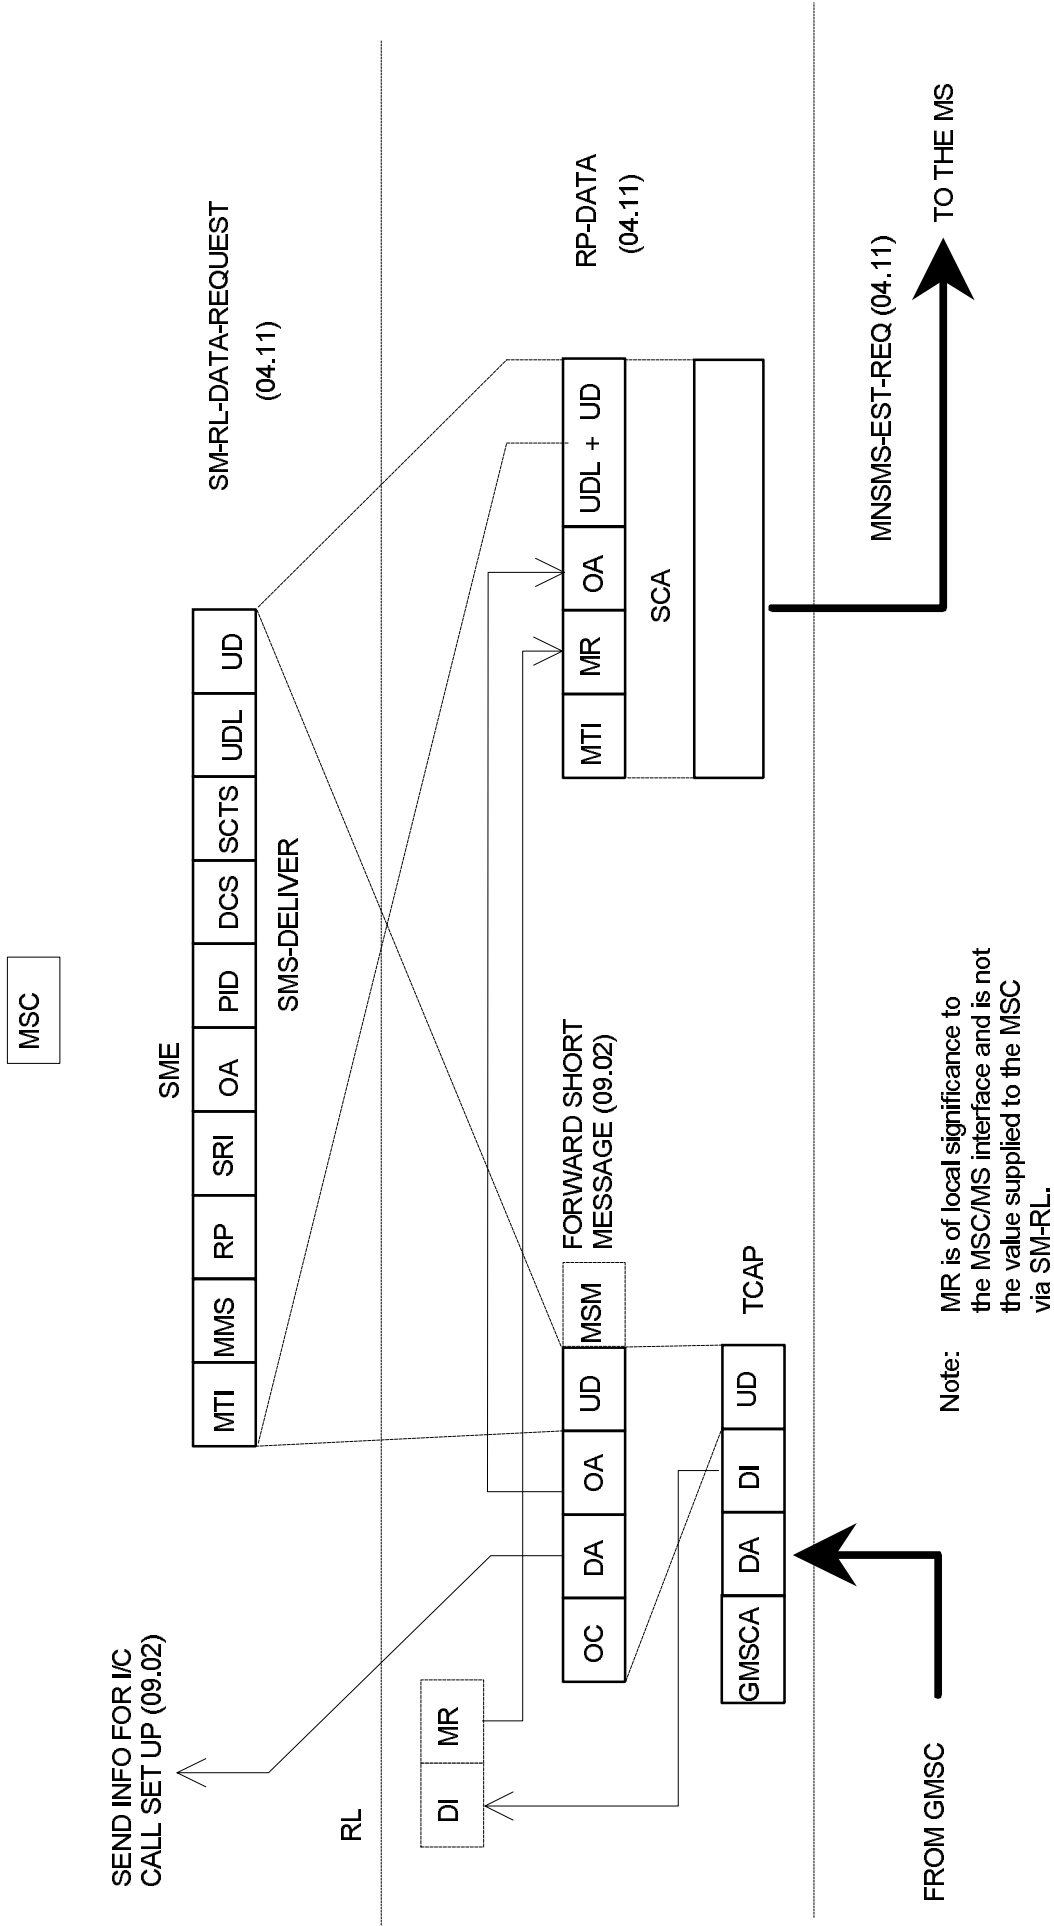 MSC
SEND INFO FOR I/C
CALL SET UP (09.02)
SME
MTI MMS RP SRI OA PID DCS SCTS UDL UD
SMS-DELIVER
SM-RL-DATA-REQUEST
(04.11)
RL
DI MR
OC DA OA UD MSM
FORWARD SHORT
MESSAGE (09.02)
MTI MR OA UDL + UD
RP-DATA
(04.11)
SCA
GMSCA DA DI UD
TCAP
FROM GMSC
MNSMS-EST-REQ (04.11)
TO THE MS
Note: MR is of local significance to
the MSC/MS interface and is not
the value supplied to the MSC
via SM-RL.